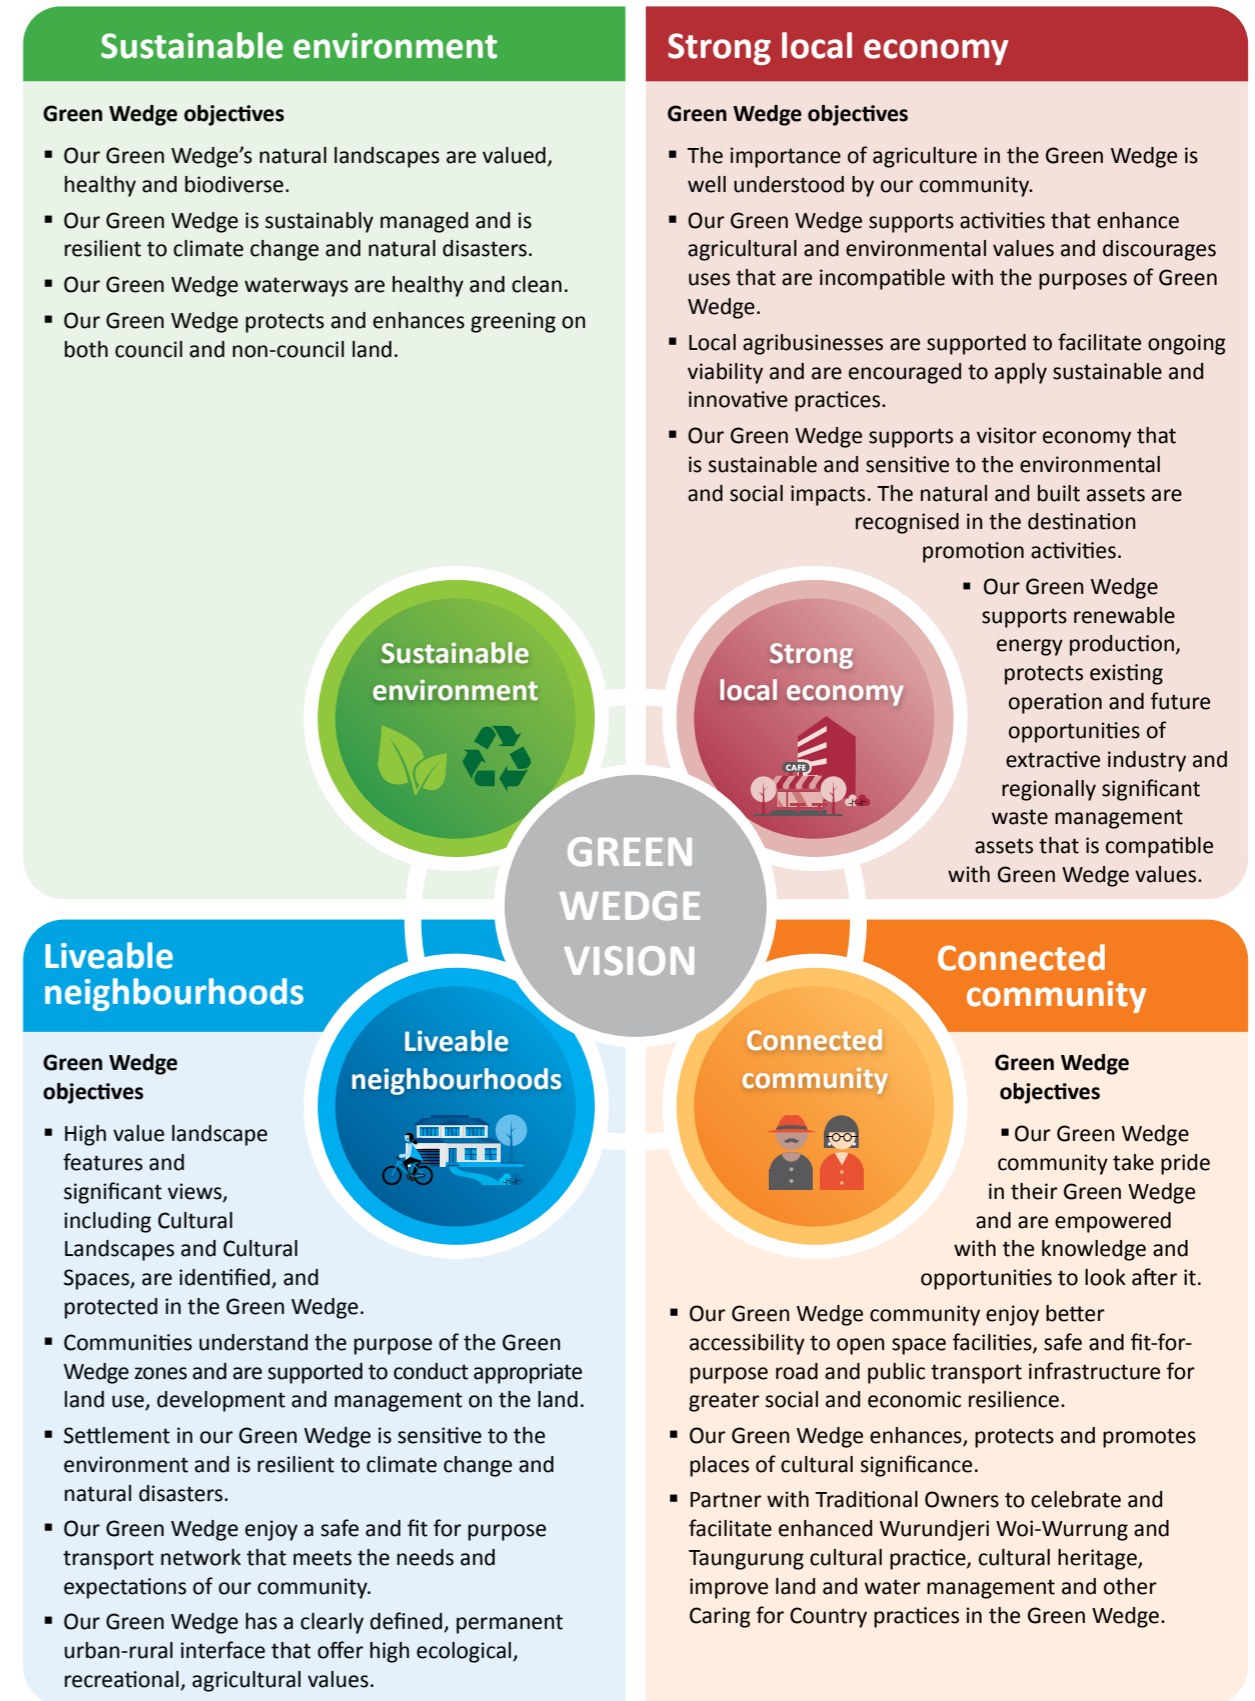 Sustainable environment
Green Wedge objectives
▪ Our Green Wedge’s natural landscapes are valued,
healthy and biodiverse.
▪ Our Green Wedge is sustainably managed and is
resilient to climate change and natural disasters.
▪ Our Green Wedge waterways are healthy and clean.
▪ Our Green Wedge protects and enhances greening on
both council and non-council land.
Strong local economy
Green Wedge objectives
▪ The importance of agriculture in the Green Wedge is
well understood by our community.
▪ Our Green Wedge supports activities that enhance
agricultural and environmental values and discourages
uses that are incompatible with the purposes of Green
Wedge.
▪ Local agribusinesses are supported to facilitate ongoing
viability and are encouraged to apply sustainable and
innovative practices.
▪ Our Green Wedge supports a visitor economy that
is sustainable and sensitive to the environmental
and social impacts. The natural and built assets are
recognised in the destination
promotion activities.
▪ Our Green Wedge
supports renewable
energy production,
protects existing
operation and future
opportunities of
extractive industry and
regionally significant
waste management
assets that is compatible
with Green Wedge values.
Sustainable
environment
Strong
local economy
CAFE
GREEN
WEDGE
VISION
Liveable
neighbourhoods
Connected
community
Liveable
neighbourhoods
Green Wedge
objectives
▪ High value landscape
features and
significant views,
including Cultural
Landscapes and Cultural
Spaces, are identified, and
protected in the Green Wedge.
▪ Communities understand the purpose of the Green
Wedge zones and are supported to conduct appropriate
land use, development and management on the land.
▪ Settlement in our Green Wedge is sensitive to the
environment and is resilient to climate change and
natural disasters.
▪ Our Green Wedge enjoy a safe and fit for purpose
transport network that meets the needs and
expectations of our community.
▪ Our Green Wedge has a clearly defined, permanent
urban-rural interface that offer high ecological,
recreational, agricultural values.
Connected
community
Green Wedge
objectives
▪ Our Green Wedge
community take pride
in their Green Wedge
and are empowered
with the knowledge and
opportunities to look after it.
▪ Our Green Wedge community enjoy better
accessibility to open space facilities, safe and fit-for-
purpose road and public transport infrastructure for
greater social and economic resilience.
▪ Our Green Wedge enhances, protects and promotes
places of cultural significance.
▪ Partner with Traditional Owners to celebrate and
facilitate enhanced Wurundjeri Woi-Wurrung and
Taungurung cultural practice, cultural heritage,
improve land and water management and other
Caring for Country practices in the Green Wedge.